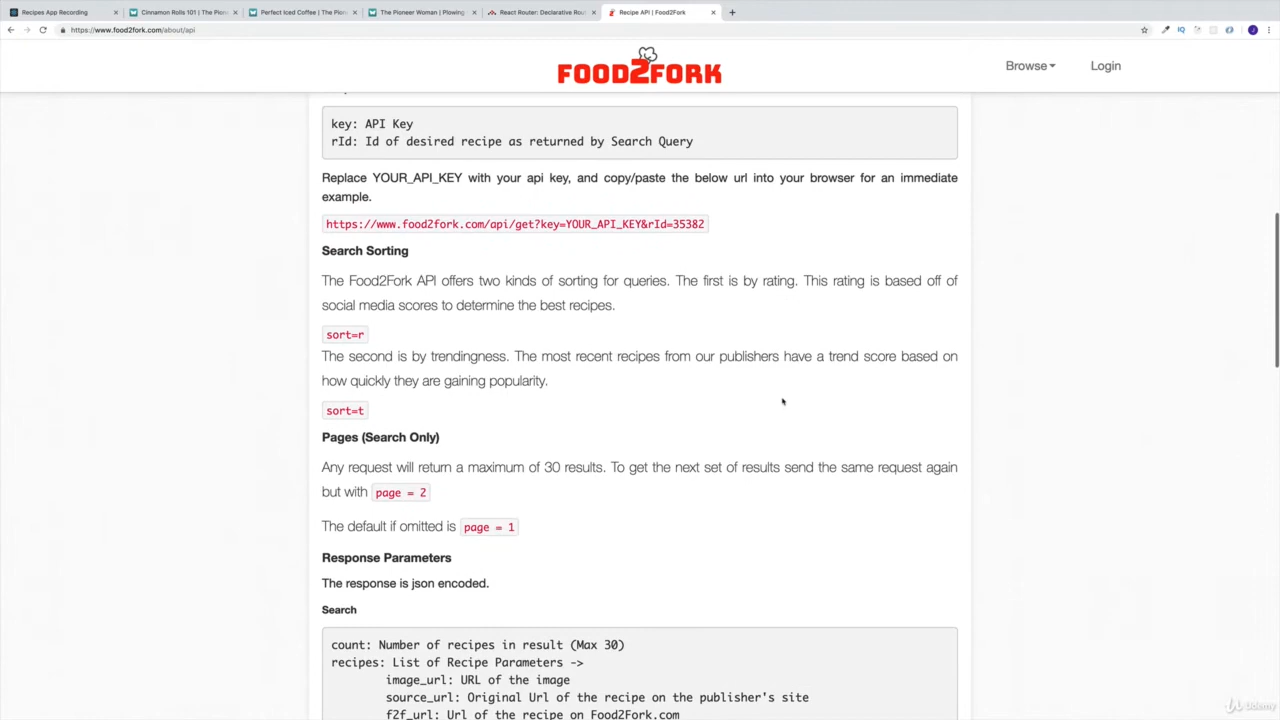 Recipes App Recording
Cinnamon Rolls 101 | The Pion
Perfect Iced Coffee | The Pion
The Pioneer Woman | Plowing
React Router: Declarative Rou
Recipe API | Food2Fork
https://www.food2fork.com/about/api
FOOD2FORK
Browse
Login
key: API Key
rId: Id of desired recipe as returned by Search Query
Replace YOUR_API_KEY with your api key, and copy/paste the below url into your browser for an immediate
example.
https://www.food2fork.com/api/get?key=YOUR_API_KEY&rId=35382
Search Sorting
The Food2Fork API offers two kinds of sorting for queries. The first is by rating. This rating is based off of
social media scores to determine the best recipes.
sort=r
The second is by trendingness. The most recent recipes from our publishers have a trend score based on
how quickly they are gaining popularity.
sort=t
Pages (Search Only)
Any request will return a maximum of 30 results. To get the next set of results send the same request again
but with page = 2
The default if omitted is page = 1
Response Parameters
The response is json encoded.
Search
count: Number of recipes in result (Max 30)
recipes: List of Recipe Parameters ->
image_url: URL of the image
source_url: Original Url of the recipe on the publisher's site
f2f_url: Url of the recipe on Food2Fork.com
Udemy